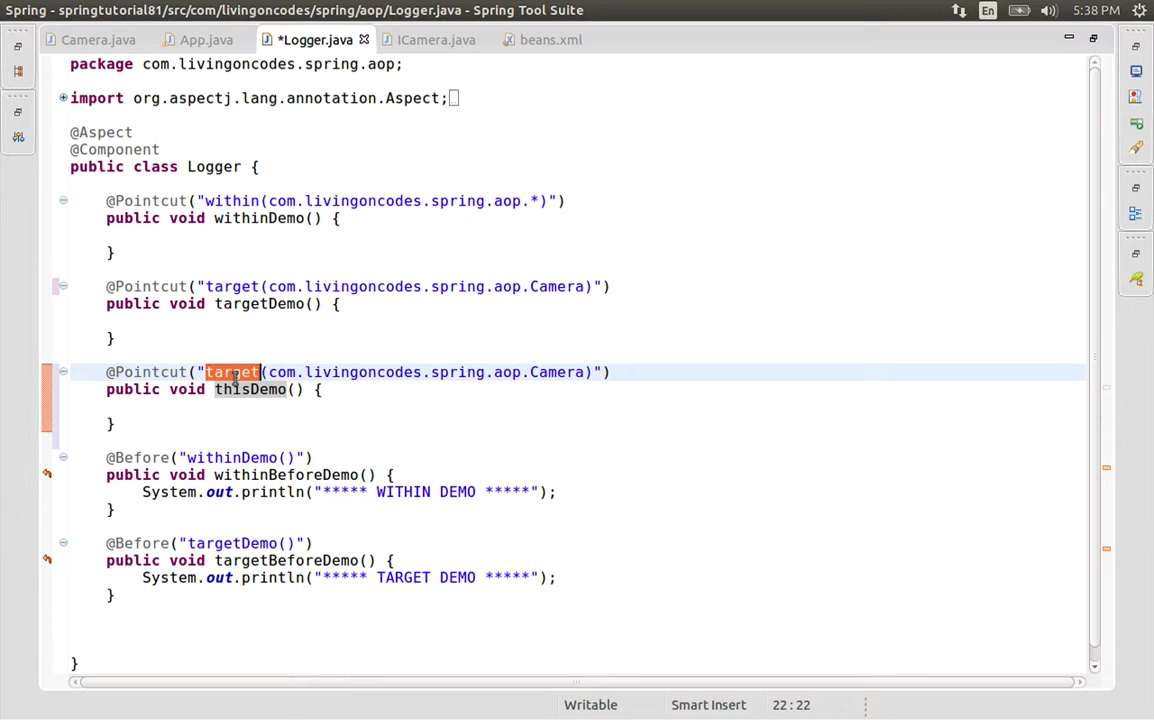 Spring - springtutorial81/src/com/livingoncodes/spring/aop/Logger.java - Spring Tool Suite
En
5:38 PM
Camera.java
App.java
*Logger.java
ICamera.java
beans.xml
package com.livingoncodes.spring.aop;
import org.aspectj.lang.annotation.Aspect;
@Aspect
@Component
public class Logger {
@Pointcut("within(com.livingoncodes.spring.aop.*)")
public void withinDemo() {
}
@Pointcut("target(com.livingoncodes.spring.aop.Camera)")
public void targetDemo() {
}
@Pointcut("target(com.livingoncodes.spring.aop.Camera)")
public void thisDemo() {
}
@Before("withinDemo()")
public void withinBeforeDemo() {
System.out.println("***** WITHIN DEMO *****");
}
@Before("targetDemo()")
public void targetBeforeDemo() {
System.out.println("***** TARGET DEMO *****");
}
}
Writable
Smart Insert
22 : 22